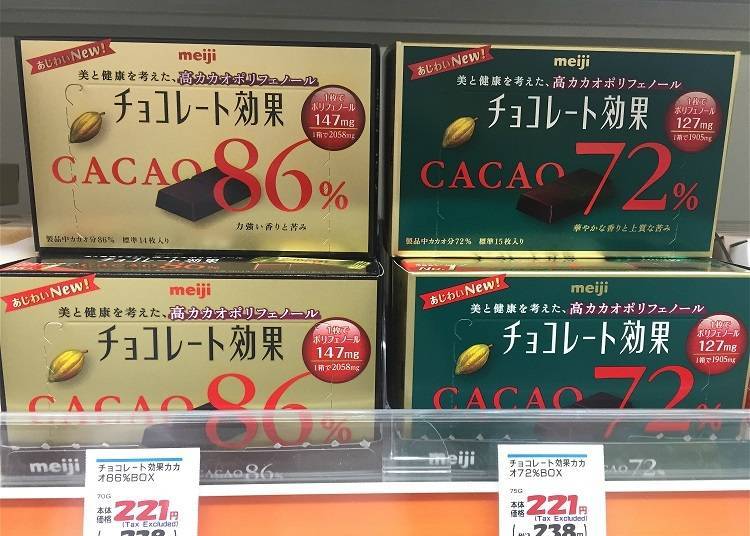 あじわいNew!
meiji
美と健康を考えた、高カカオポリフェノール
チョコレート効果
1枚で
ポリフェノール
147mg
1箱で2058mg
CACAO 86%
力強い香りと苦み
製品中カカオ分86% 標準14枚入り
あじわいNew!
meiji
美と健康を考えた、高カカオポリフェノール
チョコレート効果
1枚で
ポリフェノール
127mg
1箱で1905mg
CACAO 72%
華やかな香りと上質な苦み
製品中カカオ分72% 標準15枚入り
あじわいNew!
meiji
美と健康を考えた、高カカオポリフェノール
チョコレート効果
1枚で
ポリフェノール
147mg
1箱で2058mg
CACAO 86%
あじわいNew!
meiji
美と健康を考えた、高カカオポリフェノール
チョコレート効果
1枚で
ポリフェノール
127mg
1箱で1905mg
CACAO 72%
meiji
CACAO 86%
meiji
CACAO 72%
チョコレート効果カカ
オ86%BOX
70G
本体
価格
221円
(Tax Excluded)
238
チョコレート効果カカ
オ72%BOX
75G
本体
価格
221円
(Tax Excluded)
238円